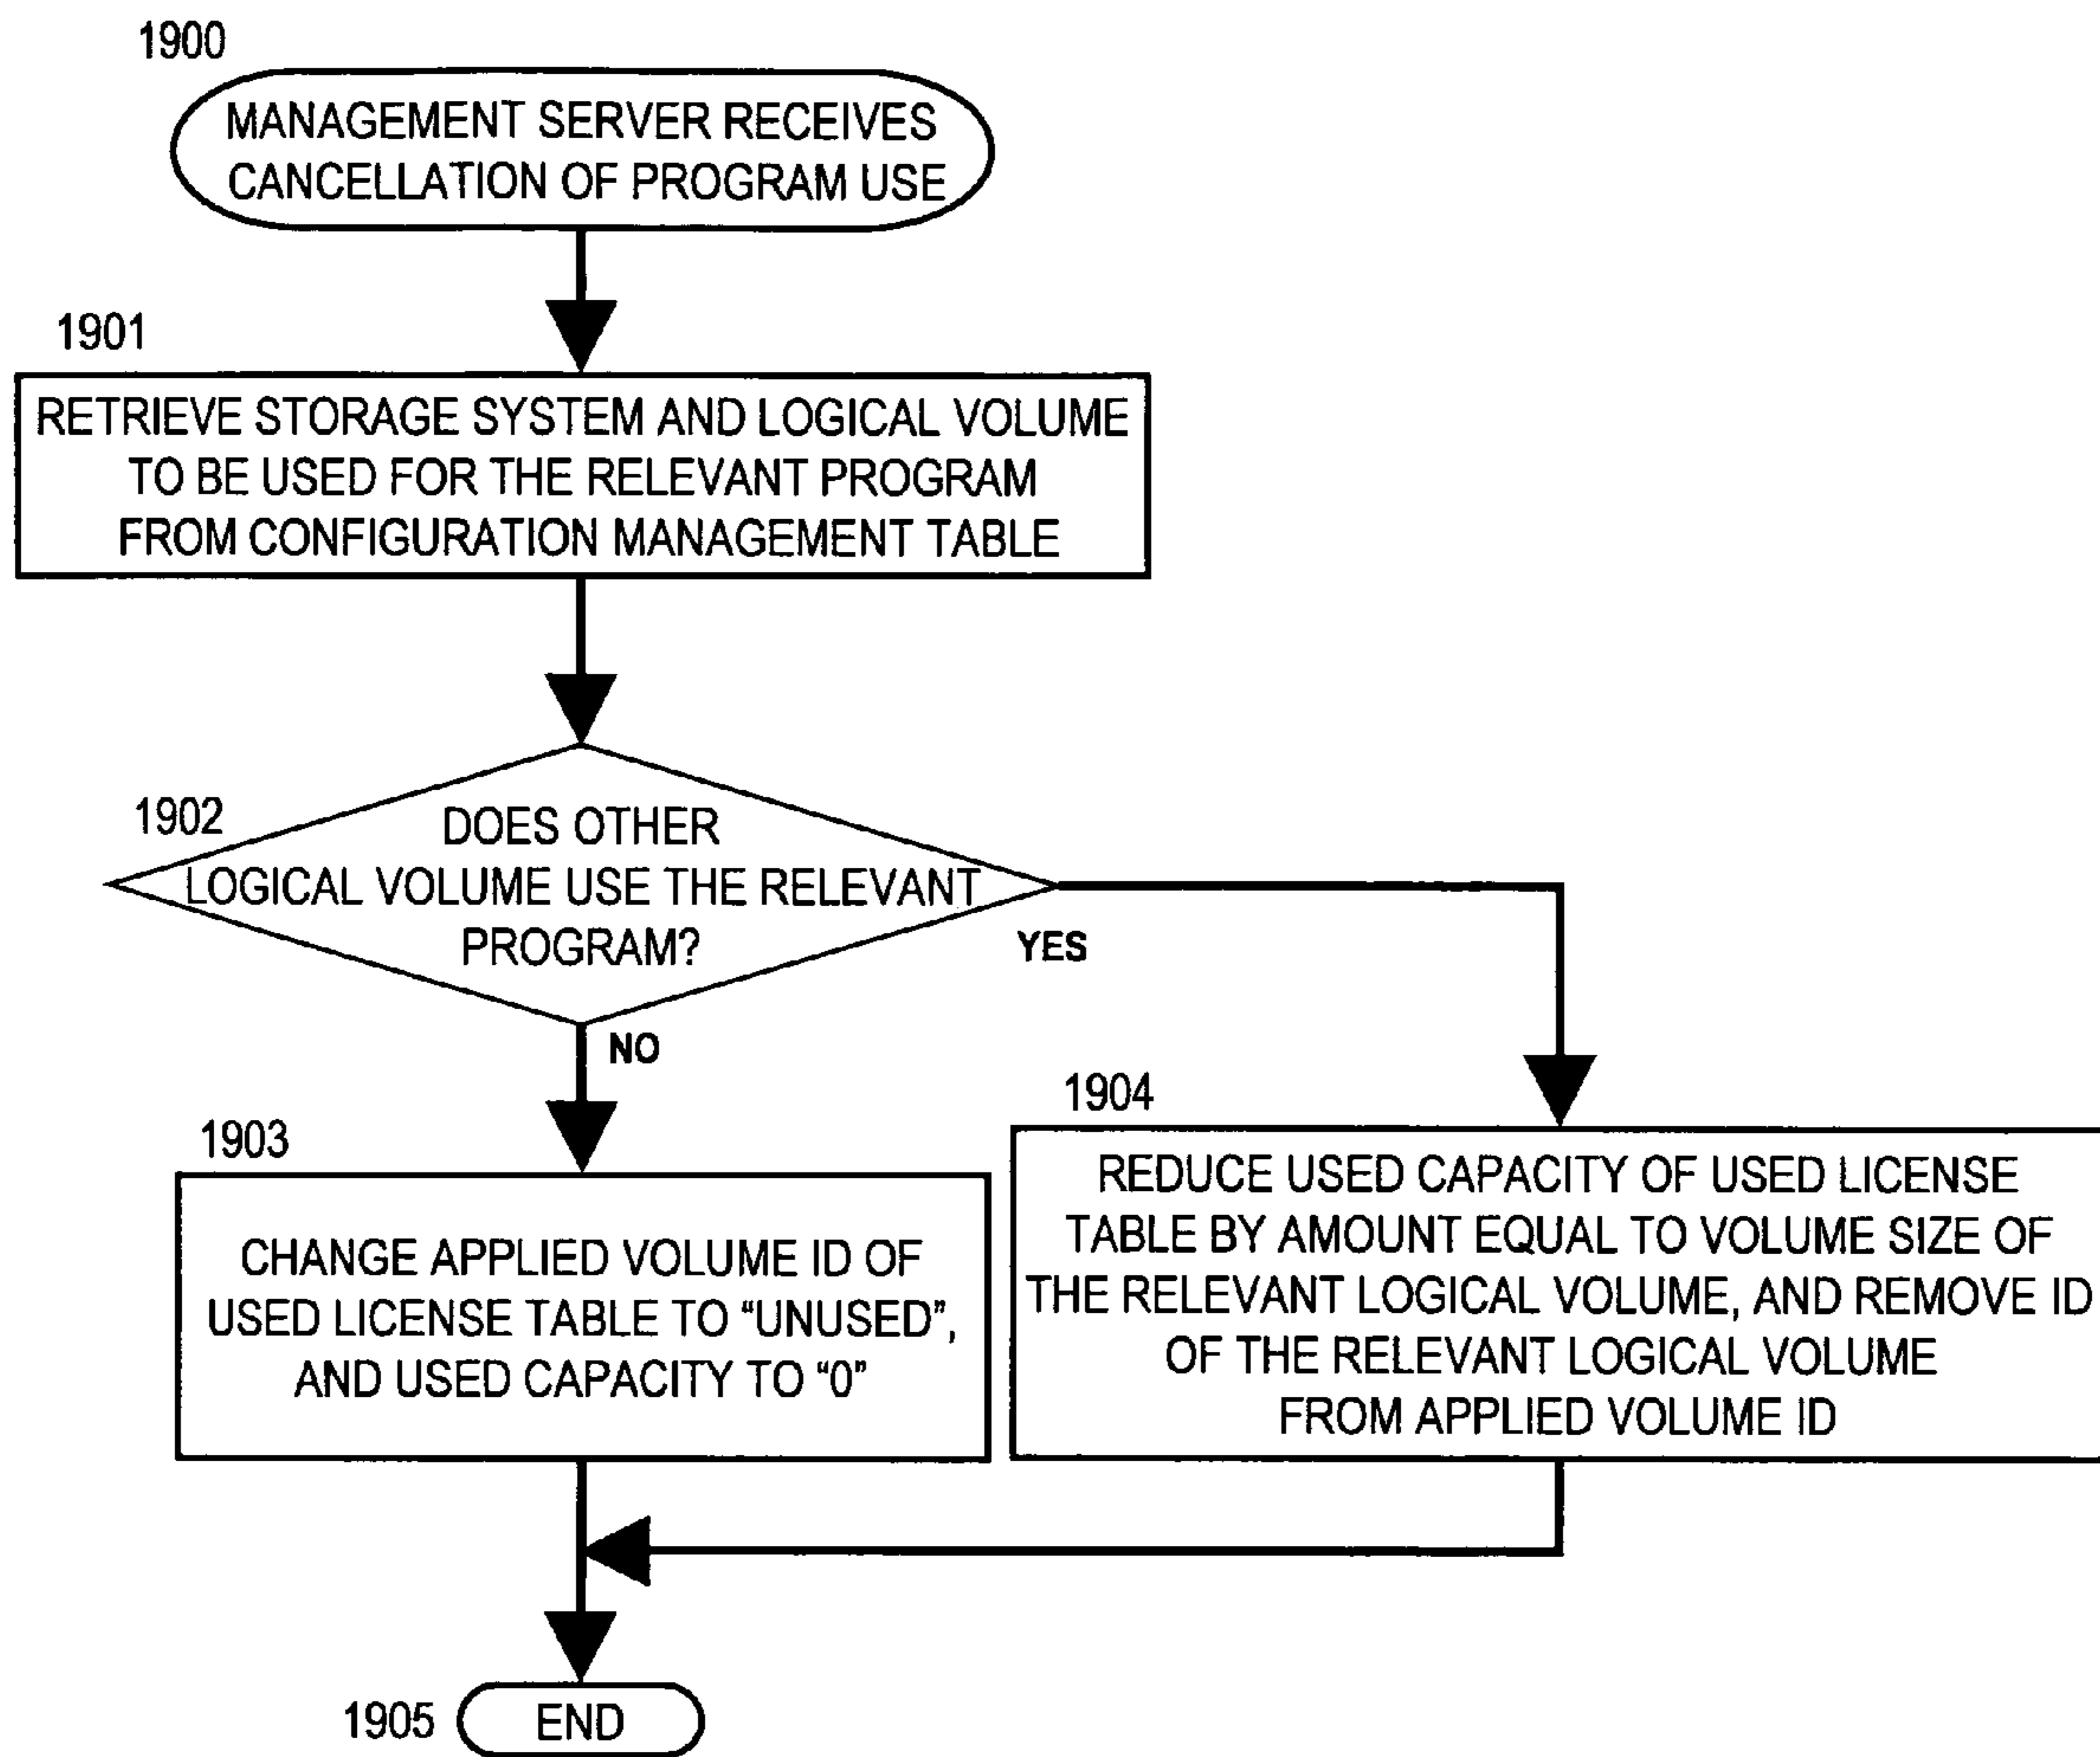 1900
MANAGEMENT SERVER RECEIVES
CANCELLATION OF PROGRAM USE
1901
RETRIEVE STORAGE SYSTEM AND LOGICAL VOLUME
TO BE USED FOR THE RELEVANT PROGRAM
FROM CONFIGURATION MANAGEMENT TABLE
1902
DOES OTHER
LOGICAL VOLUME USE THE RELEVANT
PROGRAM?
YES
NO
1903
CHANGE APPLIED VOLUME ID OF
USED LICENSE TABLE TO “UNUSED”,
AND USED CAPACITY TO “0”
1904
REDUCE USED CAPACITY OF USED LICENSE
TABLE BY AMOUNT EQUAL TO VOLUME SIZE OF
THE RELEVANT LOGICAL VOLUME, AND REMOVE ID
OF THE RELEVANT LOGICAL VOLUME
FROM APPLIED VOLUME ID
1905
END